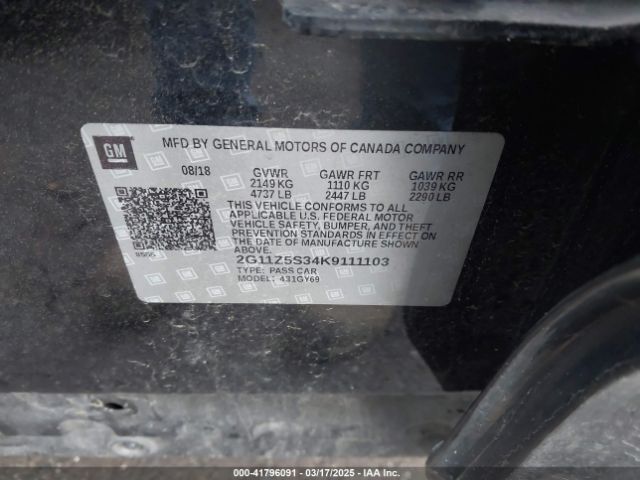 GM
MFD BY GENERAL MOTORS OF CANADA COMPANY
08/18 GVWR GAWR FRT GAWR RR
2149 KG 1110 KG 1039 KG
4737 LB 2447 LB 2290 LB
THIS VEHICLE CONFORMS TO ALL
APPLICABLE U.S. FEDERAL MOTOR
VEHICLE SAFETY, BUMPER, AND THEFT
PREVENTION STANDARDS IN EFFECT ON
THE DATE OF MANUFACTURE SHOWN
ABOVE.
2G11Z5S34K9111103
TYPE: PASS CAR
MODEL: 431GY69
000-41796091 — 03/17/2025 — IAA Inc.